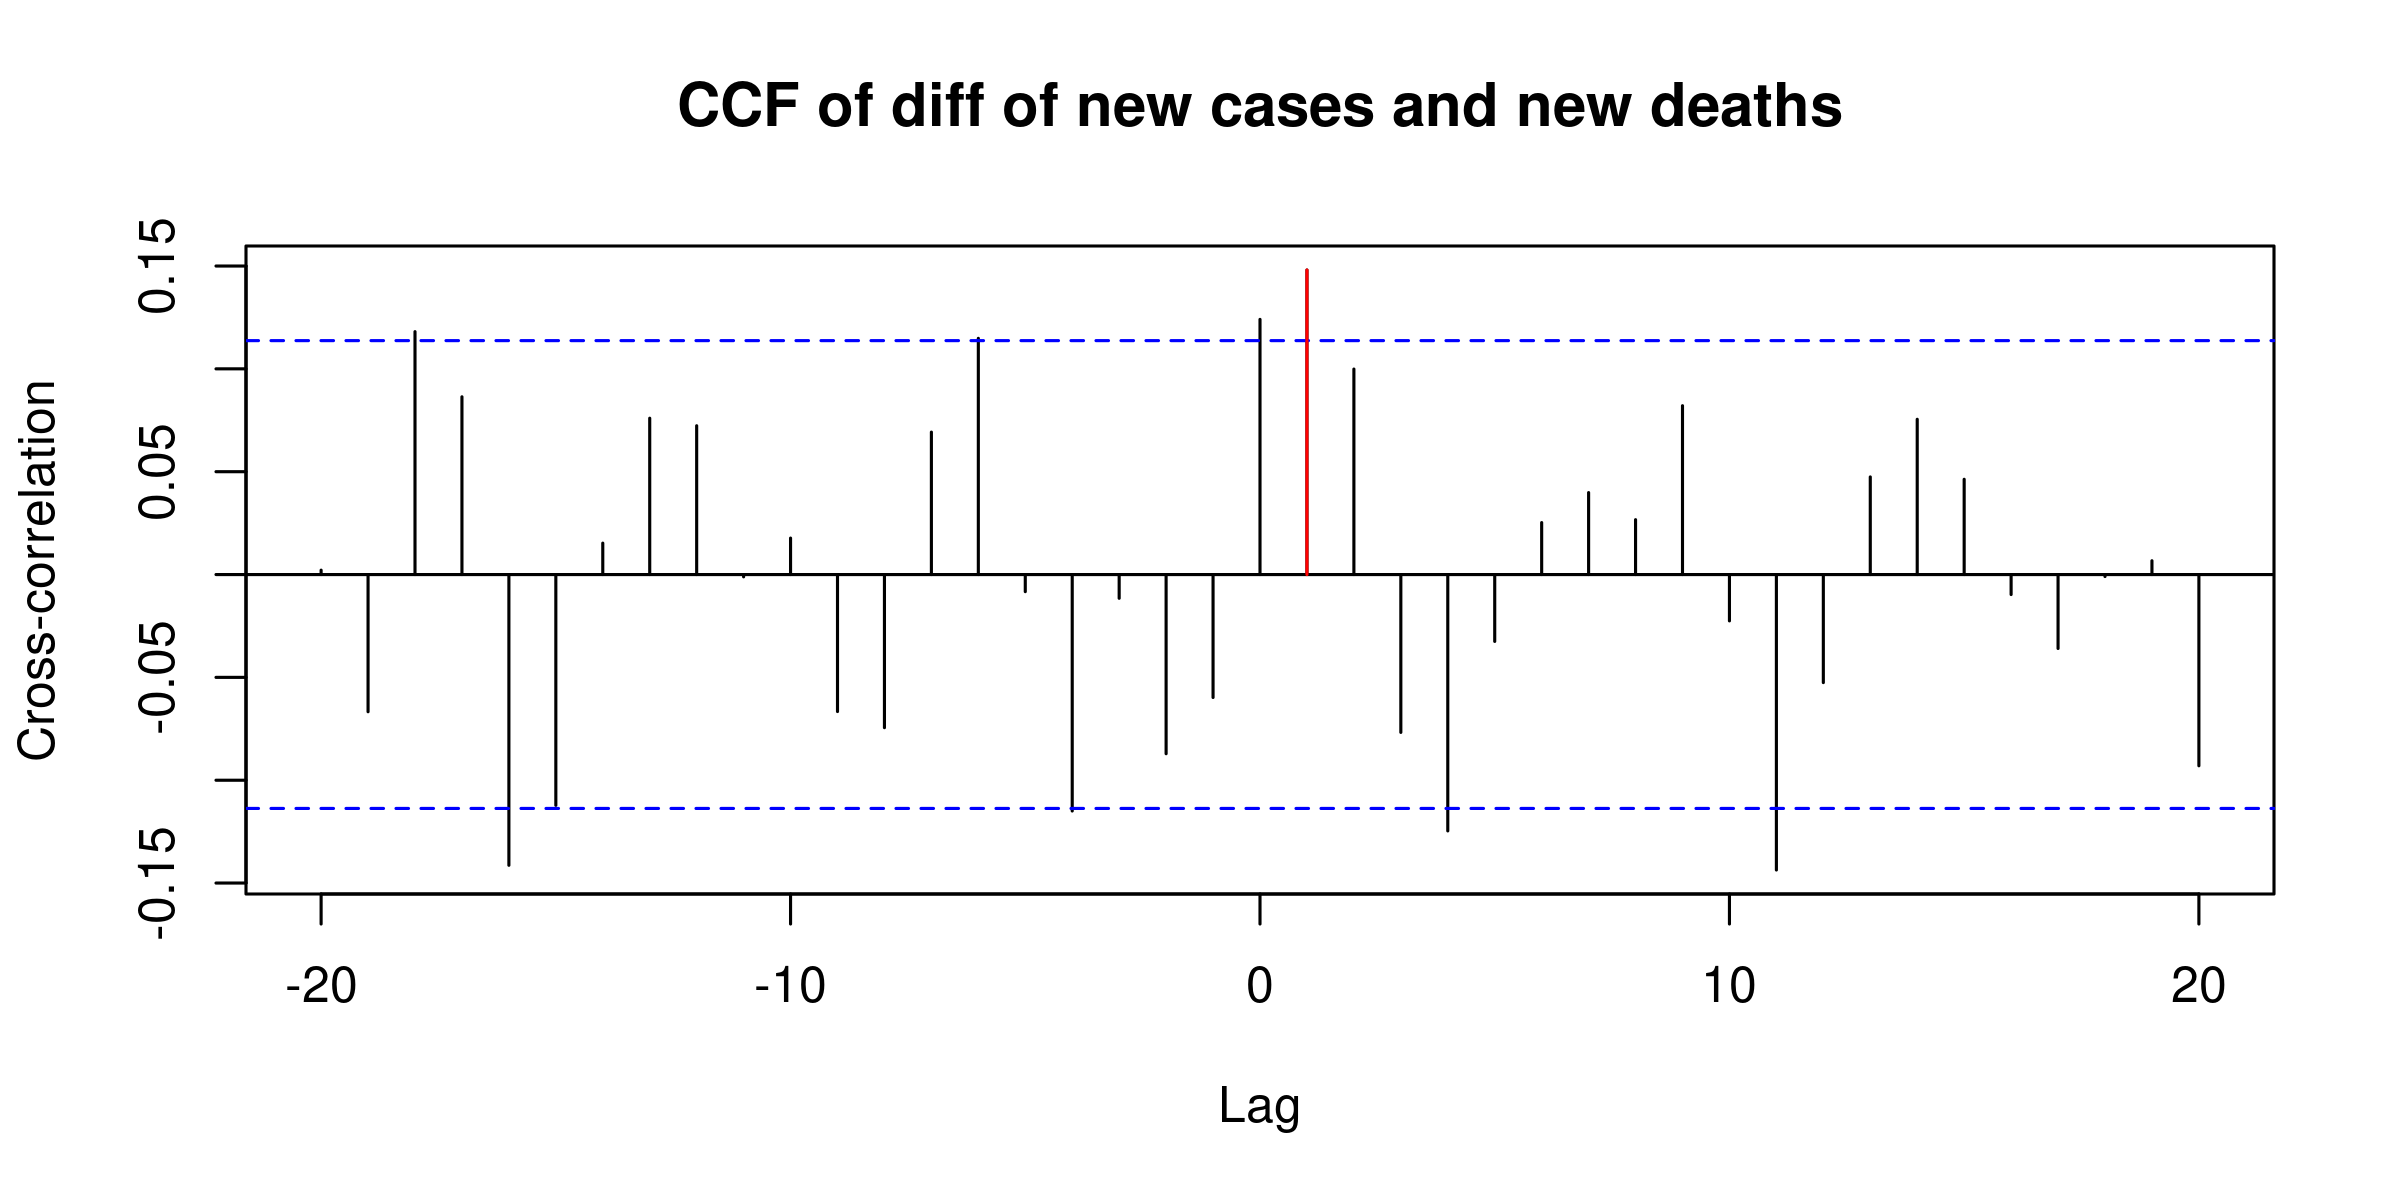 CCF of diff of new cases and new deaths
Cross-correlation
0.15
0.05
-0.05
-0.15
-20 -10 0 10 20
Lag